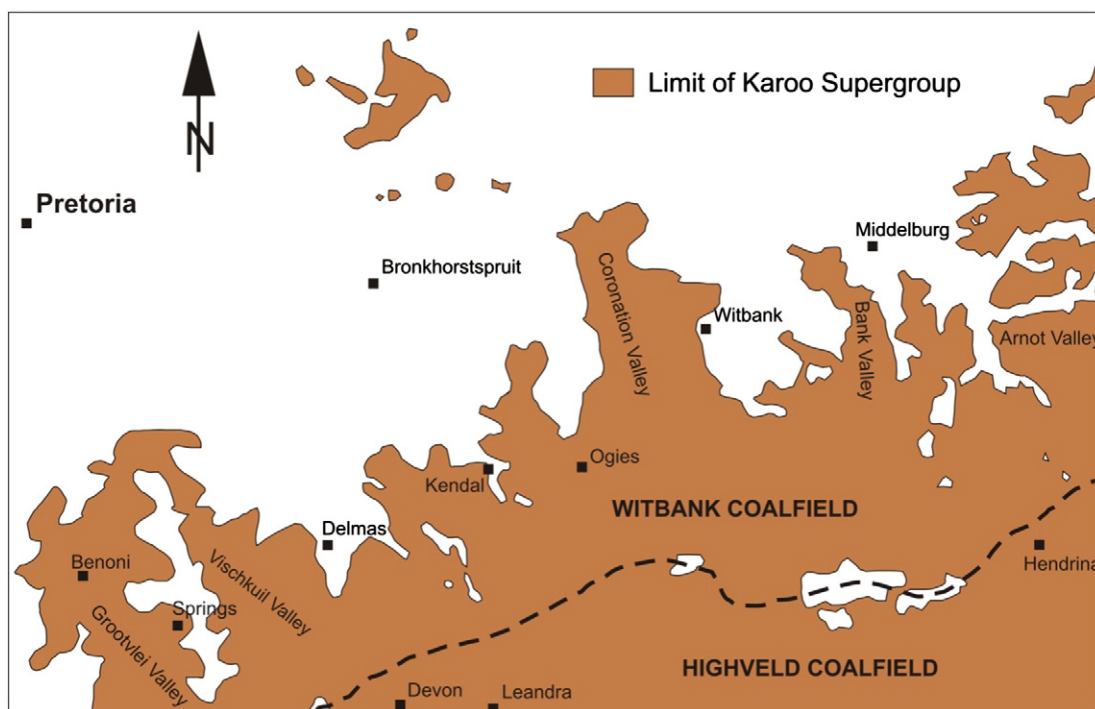 Limit of Karoo Supergroup
N
Pretoria
Middelburg
Bronkhorstspruit
Coronation Valley
Witbank
Bank Valley
Arnot Valley
Ogies
Kendal
WITBANK COALFIELD
Delmas
Vischkuil Valley
Benoni
Hendrina
Springs
Grootvlei Valley
HIGHVELD COALFIELD
Devon
Leandra